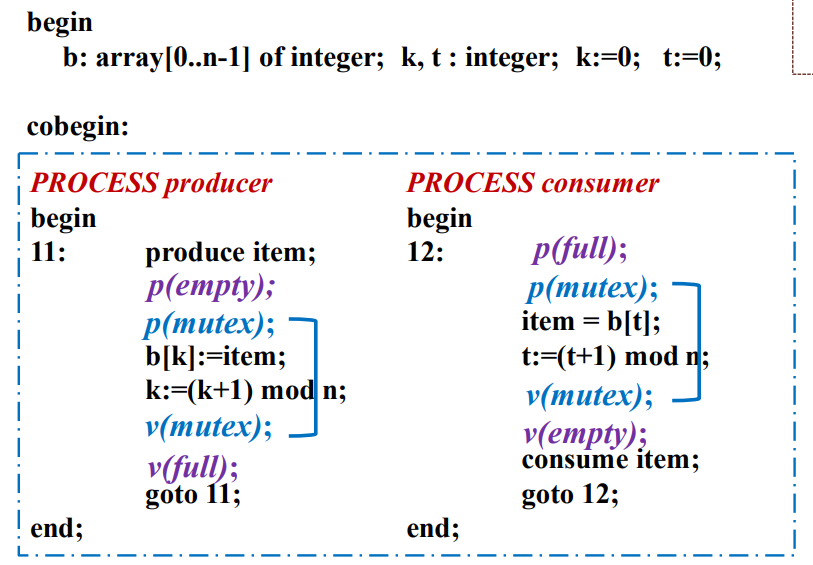 begin
b: array[0..n-1] of integer; k, t : integer; k:=0; t:=0;
cobegin:
PROCESS producer
begin
11: produce item;
p(empty);
p(mutex);
b[k]:=item;
k:=(k+1) mod n;
v(mutex);
v(full);
goto 11;
end;
PROCESS consumer
begin
12: p(full);
p(mutex);
item = b[t];
t:=(t+1) mod n;
v(mutex);
v(empty);
consume item;
goto 12;
end;